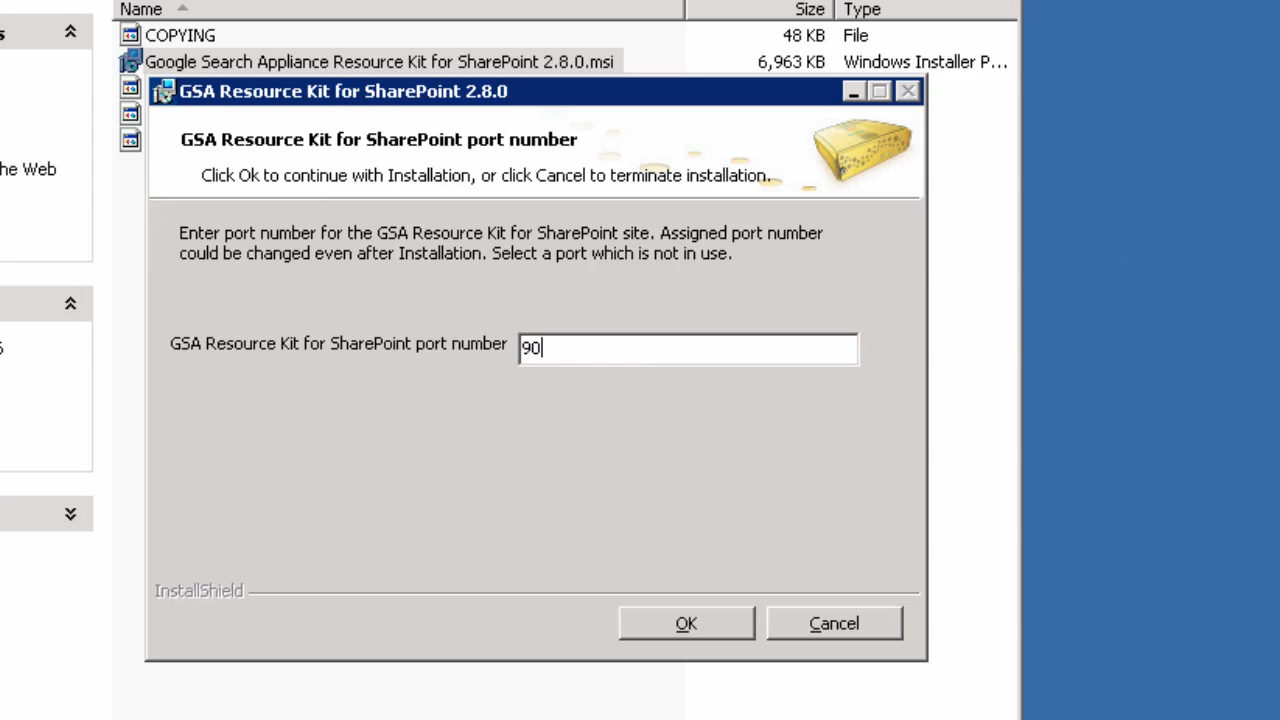 Name Size Type
s
COPYING 48 KB File
Google Search Appliance Resource Kit for SharePoint 2.8.0.msi 6,963 KB Windows Installer P...
GSA Resource Kit for SharePoint 2.8.0
GSA Resource Kit for SharePoint port number
he Web
Click Ok to continue with Installation, or click Cancel to terminate installation.
Enter port number for the GSA Resource Kit for SharePoint site. Assigned port number
could be changed even after Installation. Select a port which is not in use.
GSA Resource Kit for SharePoint port number 90
InstallShield
OK Cancel